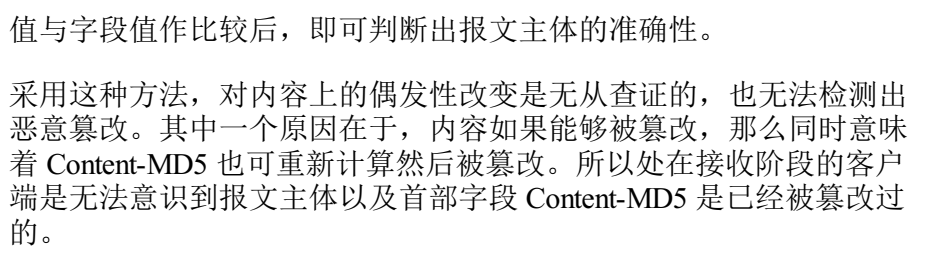 值与字段值作比较后，即可判断出报文主体的准确性。
采用这种方法，对内容上的偶发性改变是无从查证的，也无法检测出
恶意篡改。其中一个原因在于，内容如果能够被篡改，那么同时意味
着 Content-MD5 也可重新计算然后被篡改。所以处在接收阶段的客户
端是无法意识到报文主体以及首部字段 Content-MD5 是已经被篡改过
的。